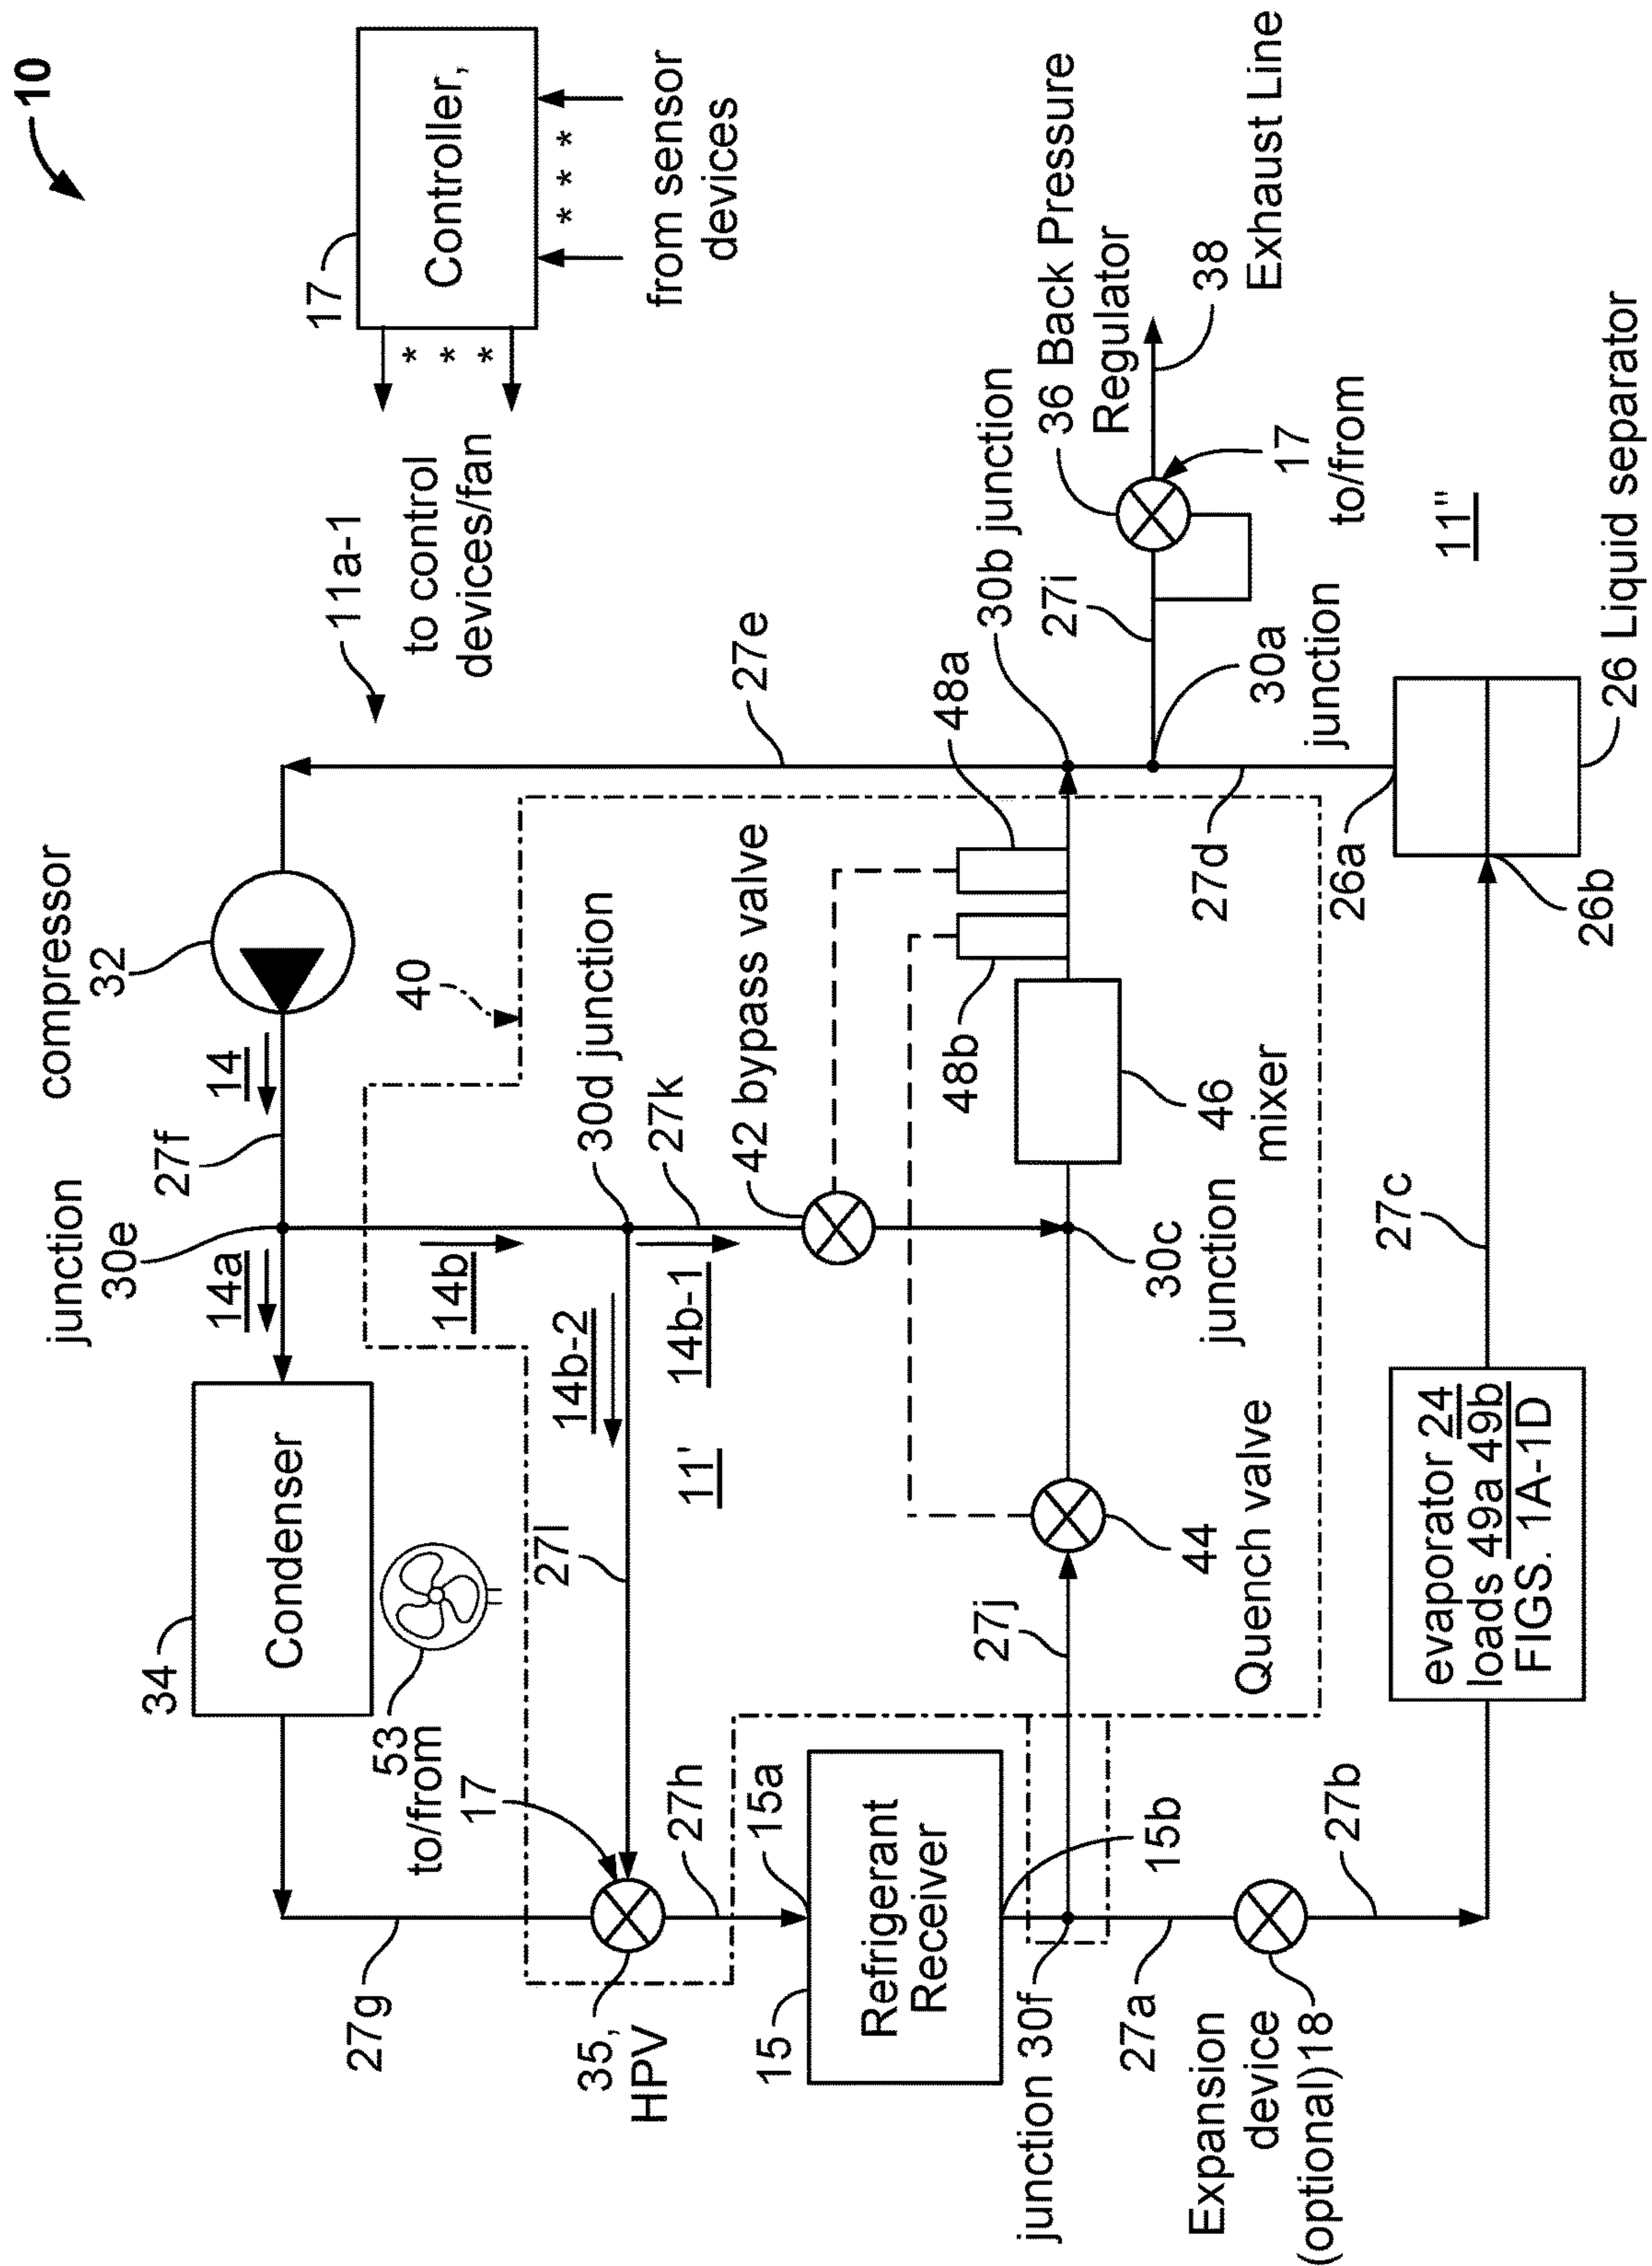 10
17
Controller,
from sensor
devices
to control
devices/fan
11a-1
compressor
32
14
27f
junction
30e
14a
34
Condenser
53
to/from
17
27g
35,
HPV
27h
15a
15
Refrigerant
Receiver
15b
junction 30f
27a
Expansion
device
(optional)18
27b
evaporator 24
loads 49a 49b
FIGS. 1A-1D
27c
26b
26a
26 Liquid separator
11"
27d
30a
junction
27i
30b junction
36 Back Pressure
Regulator
38
Exhaust Line
17
to/from
27e
48a
48b
46
mixer
40
30d junction
27k
42 bypass valve
14b
14b-1
14b-2
27l
11'
30c
junction
Quench valve
44
27j